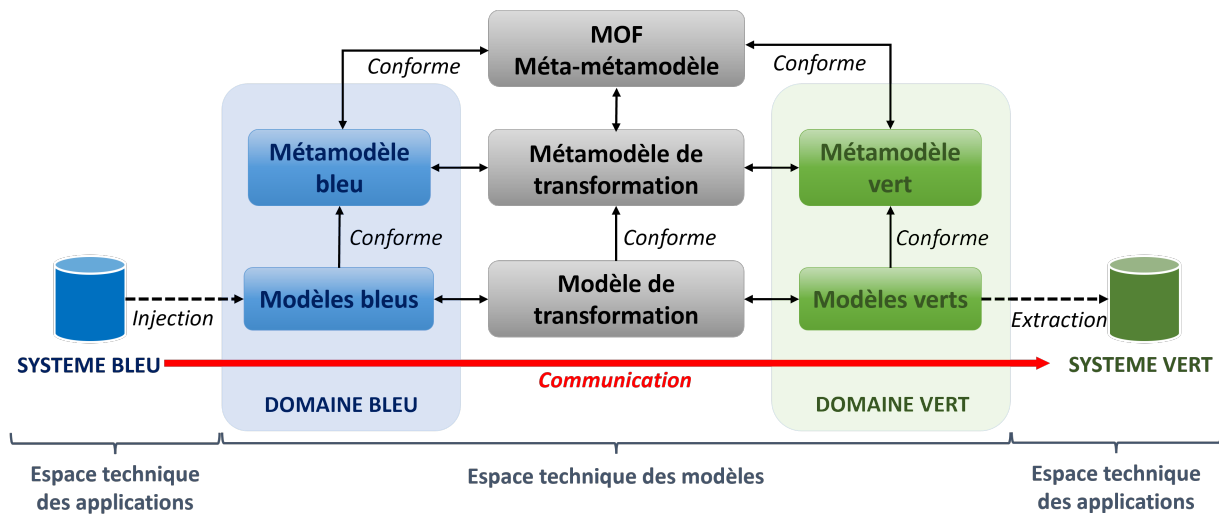 MOF
Méta-métamodèle
Conforme
Conforme
Métamodèle
bleu
Métamodèle de
transformation
Métamodèle
vert
Conforme
Conforme
Conforme
Modèles bleus
Modèle de
transformation
Modèles verts
Injection
Extraction
SYSTEME BLEU
SYSTEME VERT
Communication
DOMAINE BLEU
DOMAINE VERT
Espace technique
des applications
Espace technique des modèles
Espace technique
des applications